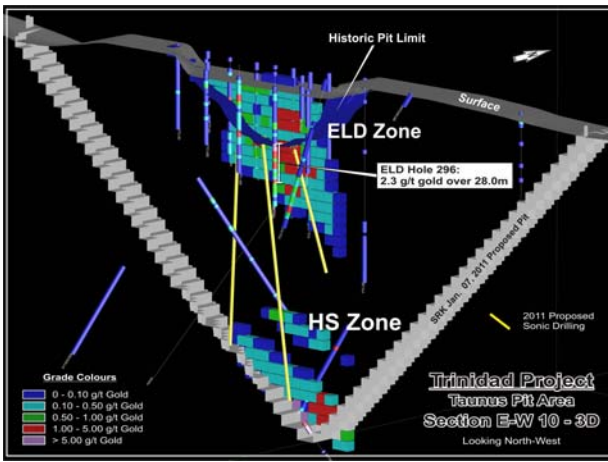 Historic Pit Limit
Surface
ELD Zone
ELD Hole 296:
2.3 g/t gold over 28.0m
SRK Jan. 07, 2011 Proposed Pit
HS Zone
2011 Proposed
Sonic Drilling
Grade Colours
0 - 0.10 g/t Gold
0.10 - 0.50 g/t Gold
0.50 - 1.00 g/t Gold
1.00 - 5.00 g/t Gold
> 5.00 g/t Gold
Trinidad Project
Taunus Pit Area
Section E-W 10 - 3D
Looking North-West